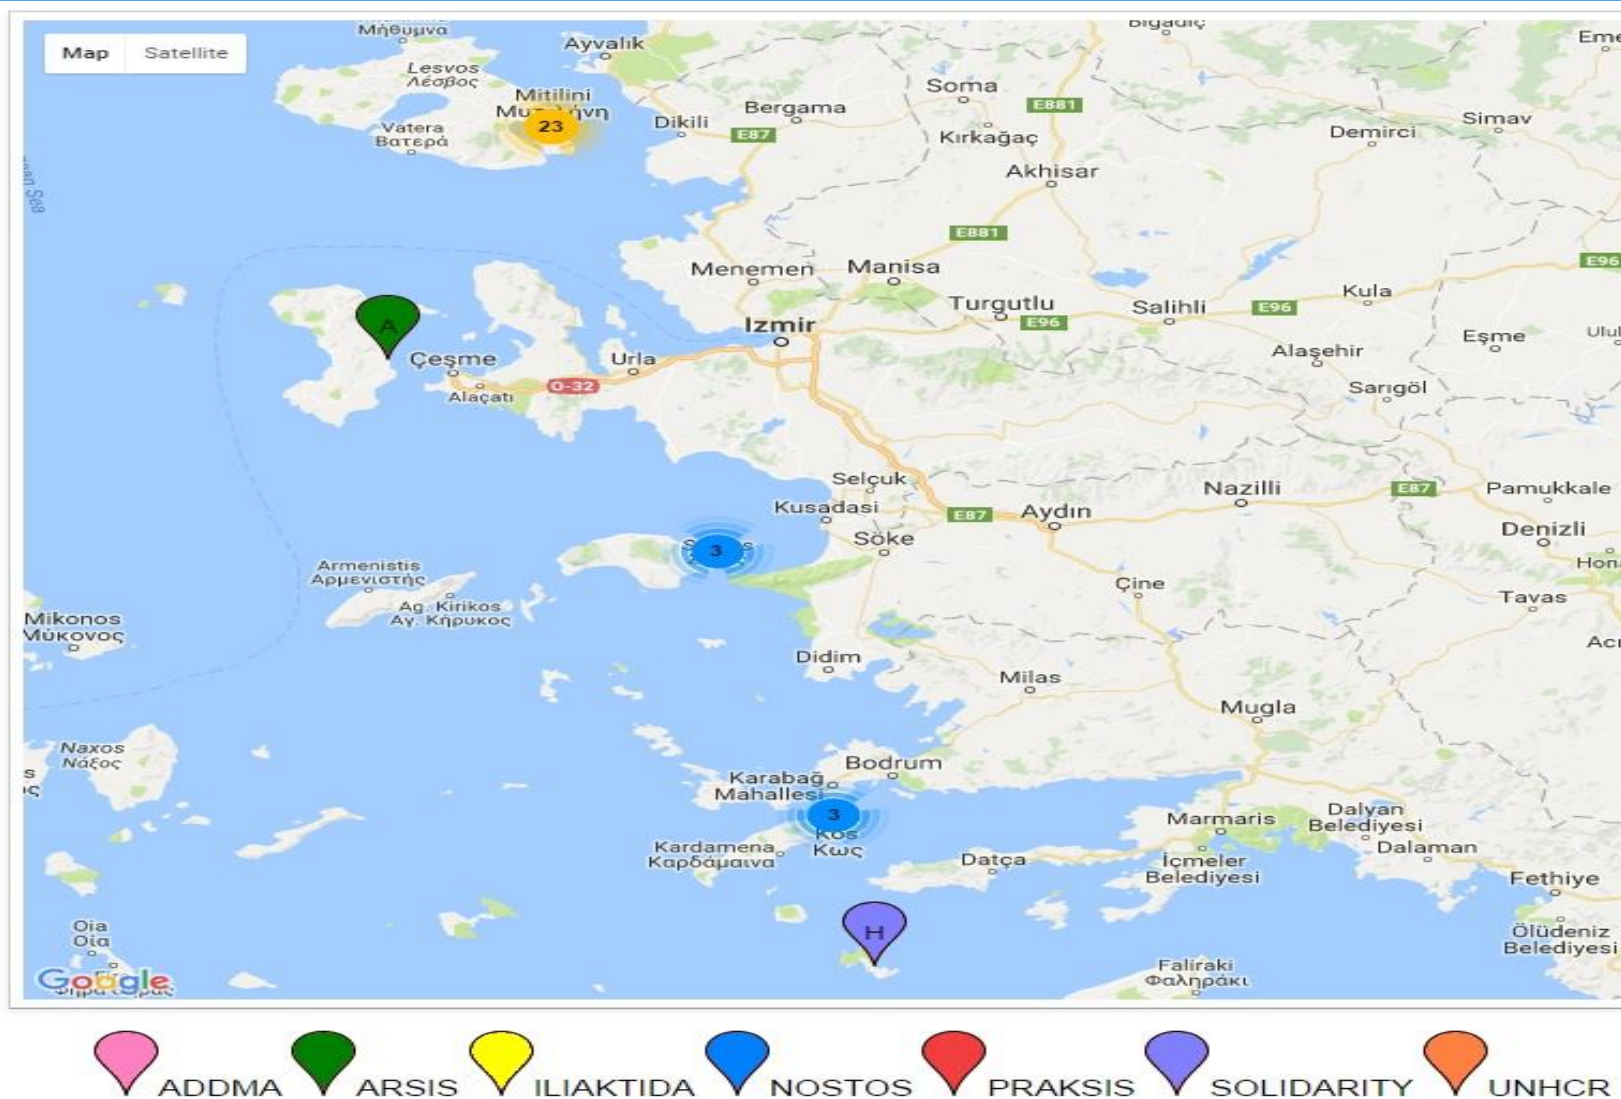 Map
Satellite
Μήθυμνα
Lesvos
Λέσβος
Ayvalık
Bigadiç
Mitilini
23
Vatera
Βατερά
Dikili
Bergama
E87
Soma
E881
Kırkağaç
Akhisar
Demirci
Simav
E881
Menemen
Manisa
E96
Turgutlu
E96
Salihli
E96
Kula
Izmir
A
Çeşme
Alaçatı
Urla
O-32
Alaşehir
Eşme
Sarıgöl
Selçuk
Kusadasi
Söke
E87
Aydın
Nazilli
E87
Pamukkale
Denizli
3
Armenistis
Αρμενιστής
Ag. Kirikos
Αγ. Κήρυκος
Çine
Tavas
Mikonos
Μύκονος
Didim
Milas
Mugla
Naxos
Νάξος
Bodrum
Karabağ
Mahallesi
3
Kos
Κως
Kardamena
Καρδάμαινα
Datça
Marmaris
İçmeler
Belediyesi
Dalyan
Belediyesi
Dalaman
Fethiye
Ölüdeniz
Belediyesi
Oia
Οία
H
Faliraki
Φαληράκι
Google
ADDMA
ARSIS
ILIAKTIDA
NOSTOS
PRAKSIS
SOLIDARITY
UNHCR